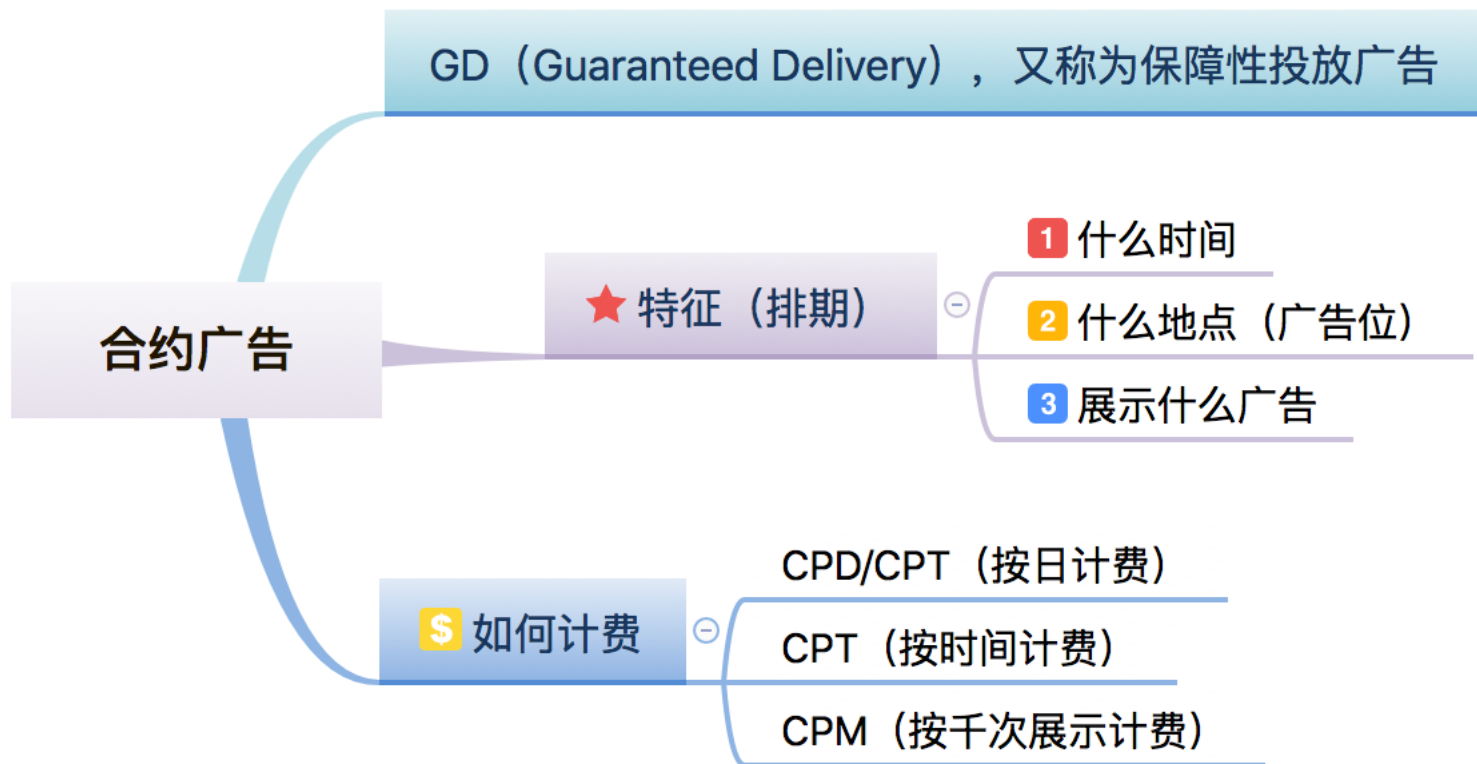 GD（Guaranteed Delivery），又称为保障性投放广告
合约广告
特征（排期）
1 什么时间
2 什么地点（广告位）
3 展示什么广告
$ 如何计费
CPD/CPT（按日计费）
CPT（按时间计费）
CPM（按千次展示计费）